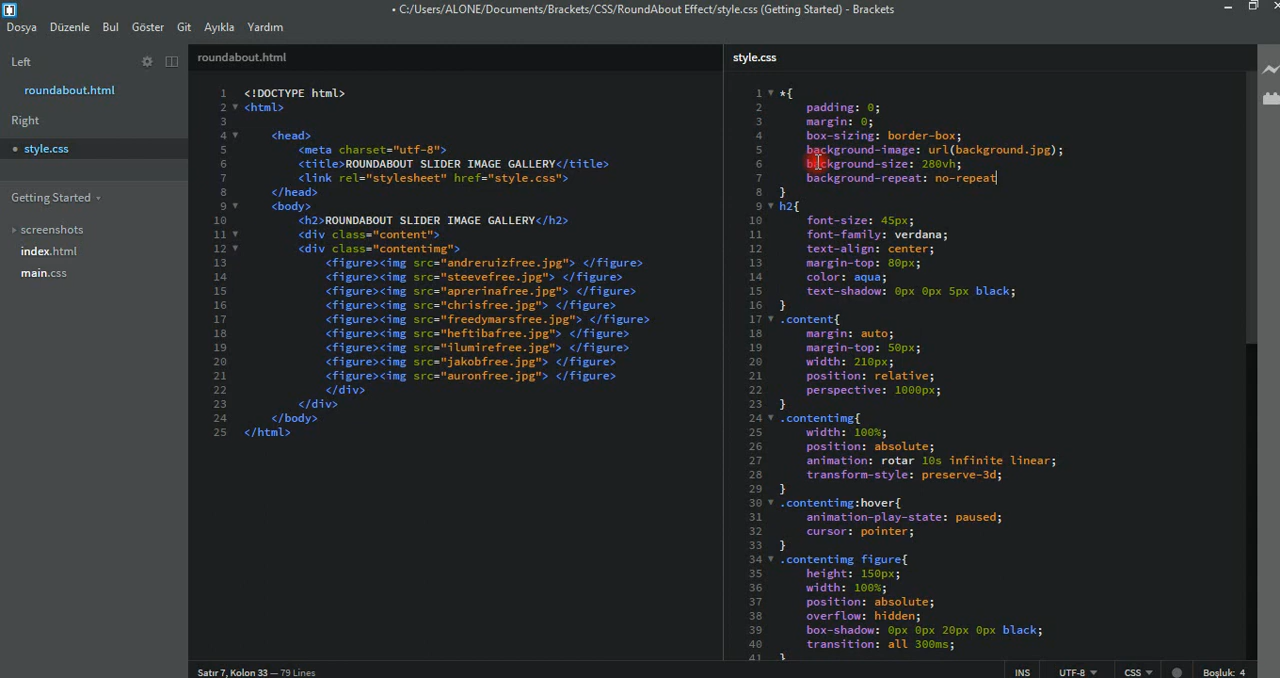 • C:/Users/ALONE/Documents/Brackets/CSS/RoundAbout Effect/style.css (Getting Started) - Brackets
Dosya Düzenle Bul Göster Git Ayıkla Yardım
Left
roundabout.html
Right
• style.css
Getting Started
screenshots
index.html
main.css
roundabout.html
1 <!DOCTYPE html>
2 <html>
3
4 <head>
5 <meta charset="utf-8">
6 <title>ROUNDABOUT SLIDER IMAGE GALLERY</title>
7 <link rel="stylesheet" href="style.css">
8 </head>
9 <body>
10 <h2>ROUNDABOUT SLIDER IMAGE GALLERY</h2>
11 <div class="content">
12 <div class="contentimg">
13 <figure><img src="andreruizfree.jpg"> </figure>
14 <figure><img src="steevefree.jpg"> </figure>
15 <figure><img src="aprerinafree.jpg"> </figure>
16 <figure><img src="chrisfree.jpg"> </figure>
17 <figure><img src="freedymarsfree.jpg"> </figure>
18 <figure><img src="heftibafree.jpg"> </figure>
19 <figure><img src="ilumirefree.jpg"> </figure>
20 <figure><img src="jakobfree.jpg"> </figure>
21 <figure><img src="auronfree.jpg"> </figure>
22 </div>
23 </div>
24 </body>
25 </html>
style.css
1 *{
2 padding: 0;
3 margin: 0;
4 box-sizing: border-box;
5 background-image: url(background.jpg);
6 background-size: 280vh;
7 background-repeat: no-repeat
8 }
9 h2{
10 font-size: 45px;
11 font-family: verdana;
12 text-align: center;
13 margin-top: 80px;
14 color: aqua;
15 text-shadow: 0px 0px 5px black;
16 }
17 .content{
18 margin: auto;
19 margin-top: 50px;
20 width: 210px;
21 position: relative;
22 perspective: 1000px;
23 }
24 .contentimg{
25 width: 100%;
26 position: absolute;
27 animation: rotar 10s infinite linear;
28 transform-style: preserve-3d;
29 }
30 .contentimg:hover{
31 animation-play-state: paused;
32 cursor: pointer;
33 }
34 .contentimg figure{
35 height: 150px;
36 width: 100%;
37 position: absolute;
38 overflow: hidden;
39 box-shadow: 0px 0px 20px 0px black;
40 transition: all 300ms;
41 }
Satır 7, Kolon 33 — 79 Lines
INS UTF-8 CSS Boşluk: 4